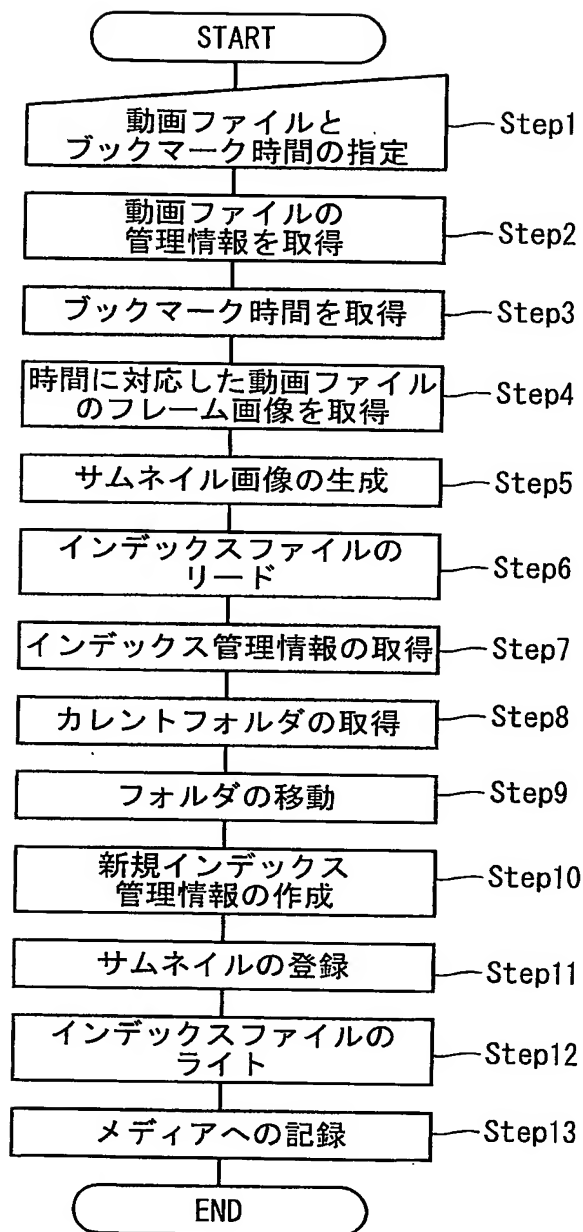 START
動画ファイルと
ブックマーク時間の指定
Step1
動画ファイルの
管理情報を取得
Step2
ブックマーク時間を取得
Step3
時間に対応した動画ファイル
のフレーム画像を取得
Step4
サムネイル画像の生成
Step5
インデックスファイルの
リード
Step6
インデックス管理情報の取得
Step7
カレントフォルダの取得
Step8
フォルダの移動
Step9
新規インデックス
管理情報の作成
Step10
サムネイルの登録
Step11
インデックスファイルの
ライト
Step12
メディアへの記録
Step13
END